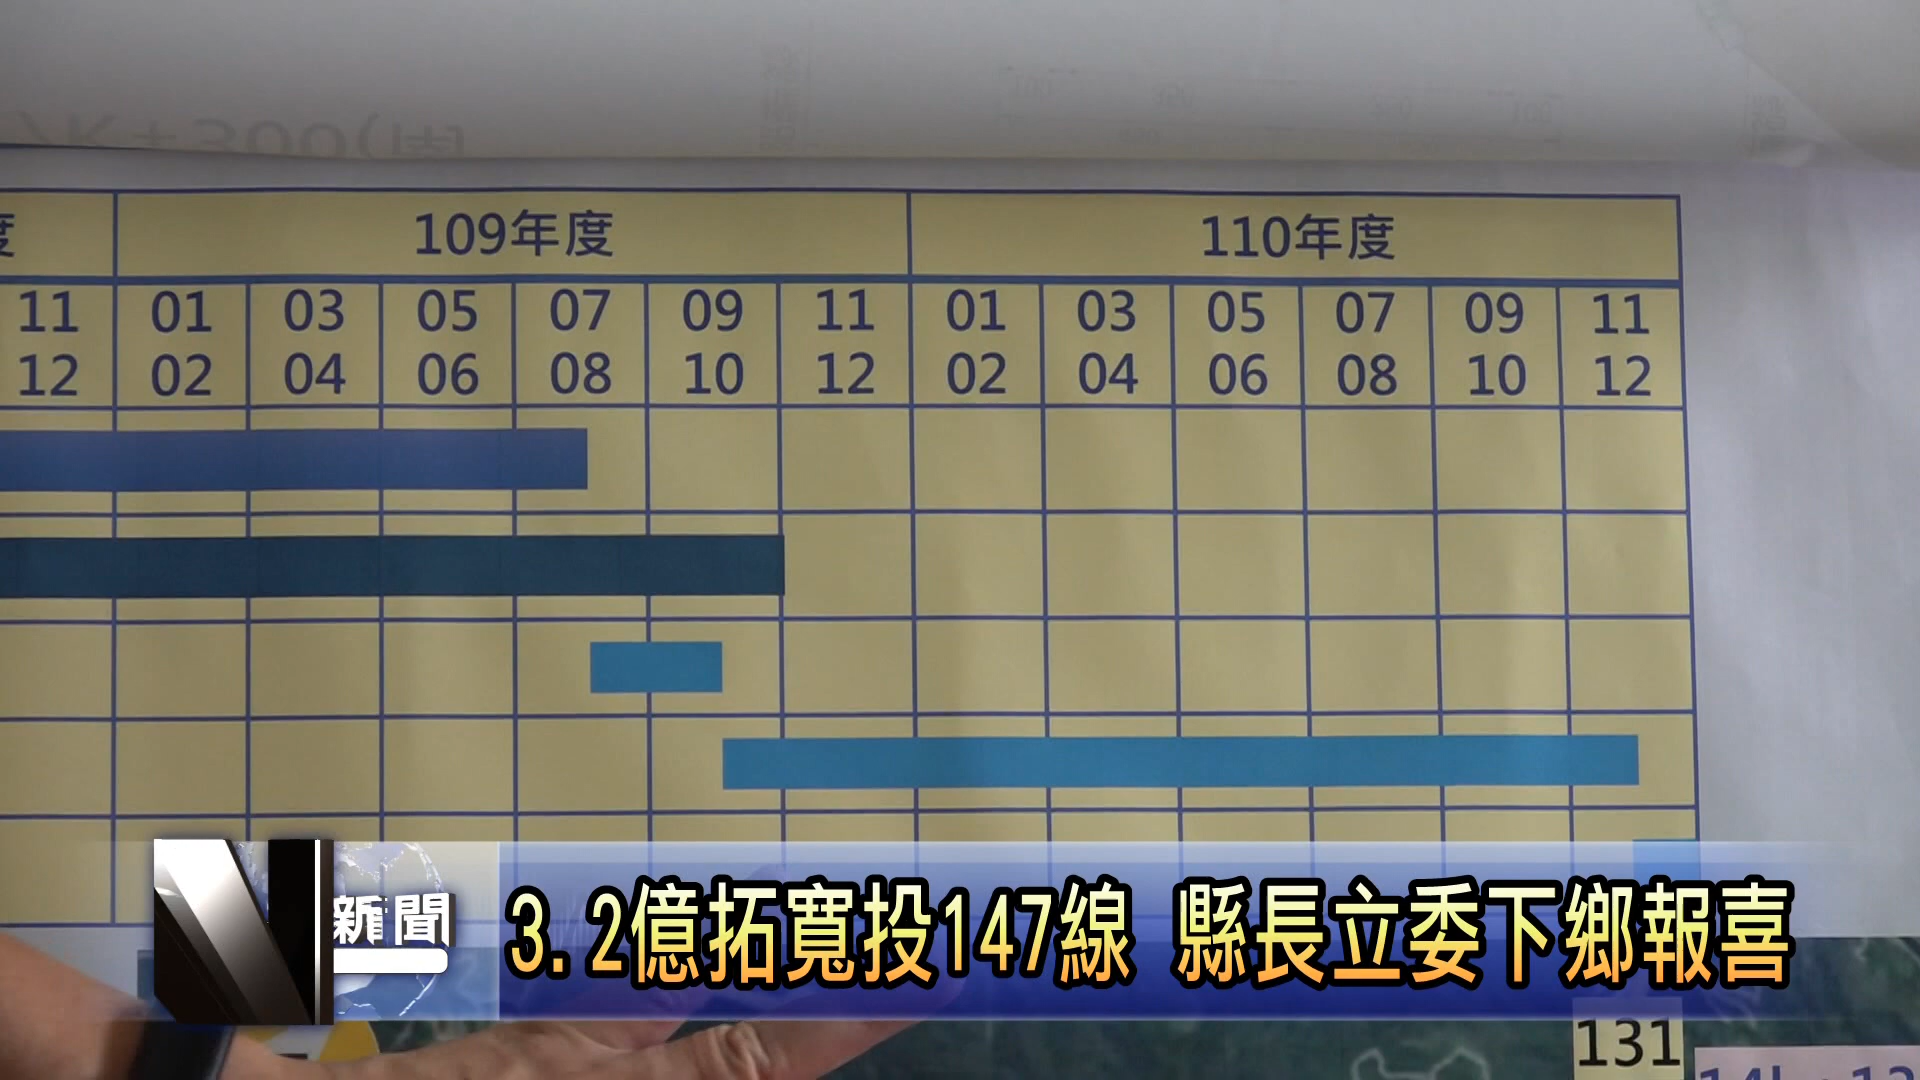 K+300(南
度 109年度 110年度
11 01 03 05 07 09 11 01 03 05 07 09 11
12 02 04 06 08 10 12 02 04 06 08 10 12
新聞
3.2億拓寬投147線 縣長立委下鄉報喜
131